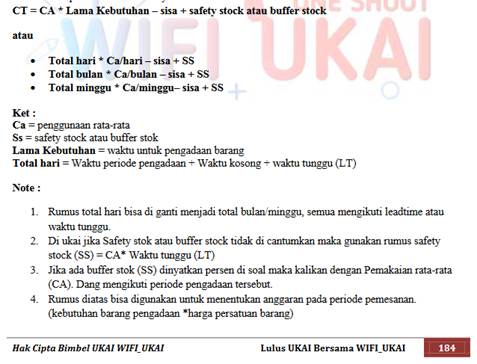 ONE SHOOT
WIFI UKAI
CT = CA * Lama Kebutuhan – sisa + safety stock atau buffer stock
atau
• Total hari * Ca/hari – sisa + SS
• Total bulan * Ca/bulan – sisa + SS
• Total minggu * Ca/minggu– sisa + SS
Ket :
Ca = penggunaan rata-rata
Ss = safety stock atau buffer stok
Lama Kebutuhan = waktu untuk pengadaan barang
Total hari = Waktu periode pengadaan + Waktu kosong + waktu tunggu (LT)
Note :
1. Rumus total hari bisa di ganti menjadi total bulan/minggu, semua mengikuti leadtime atau
waktu tunggu.
2. Di ukai jika Safety stok atau buffer stock tidak di cantumkan maka gunakan rumus safety
stock (SS) = CA* Waktu tunggu (LT)
3. Jika ada buffer stok (SS) dinyatkan persen di soal maka kalikan dengan Pemakaian rata-rata
(CA). Dang mengikuti periode pengadaan tersebut.
4. Rumus diatas bisa digunakan untuk menentukan anggaran pada periode pemesanan.
(kebutuhan barang pengadaan *harga persatuan barang)
Hak Cipta Bimbel UKAI WIFI_UKAI Lulus UKAI Bersama WIFI_UKAI 184